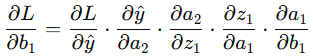 ∂L/∂b₁ = ∂L/∂ŷ · ∂ŷ/∂a₂ · ∂a₂/∂z₁ · ∂z₁/∂a₁ · ∂a₁/∂b₁